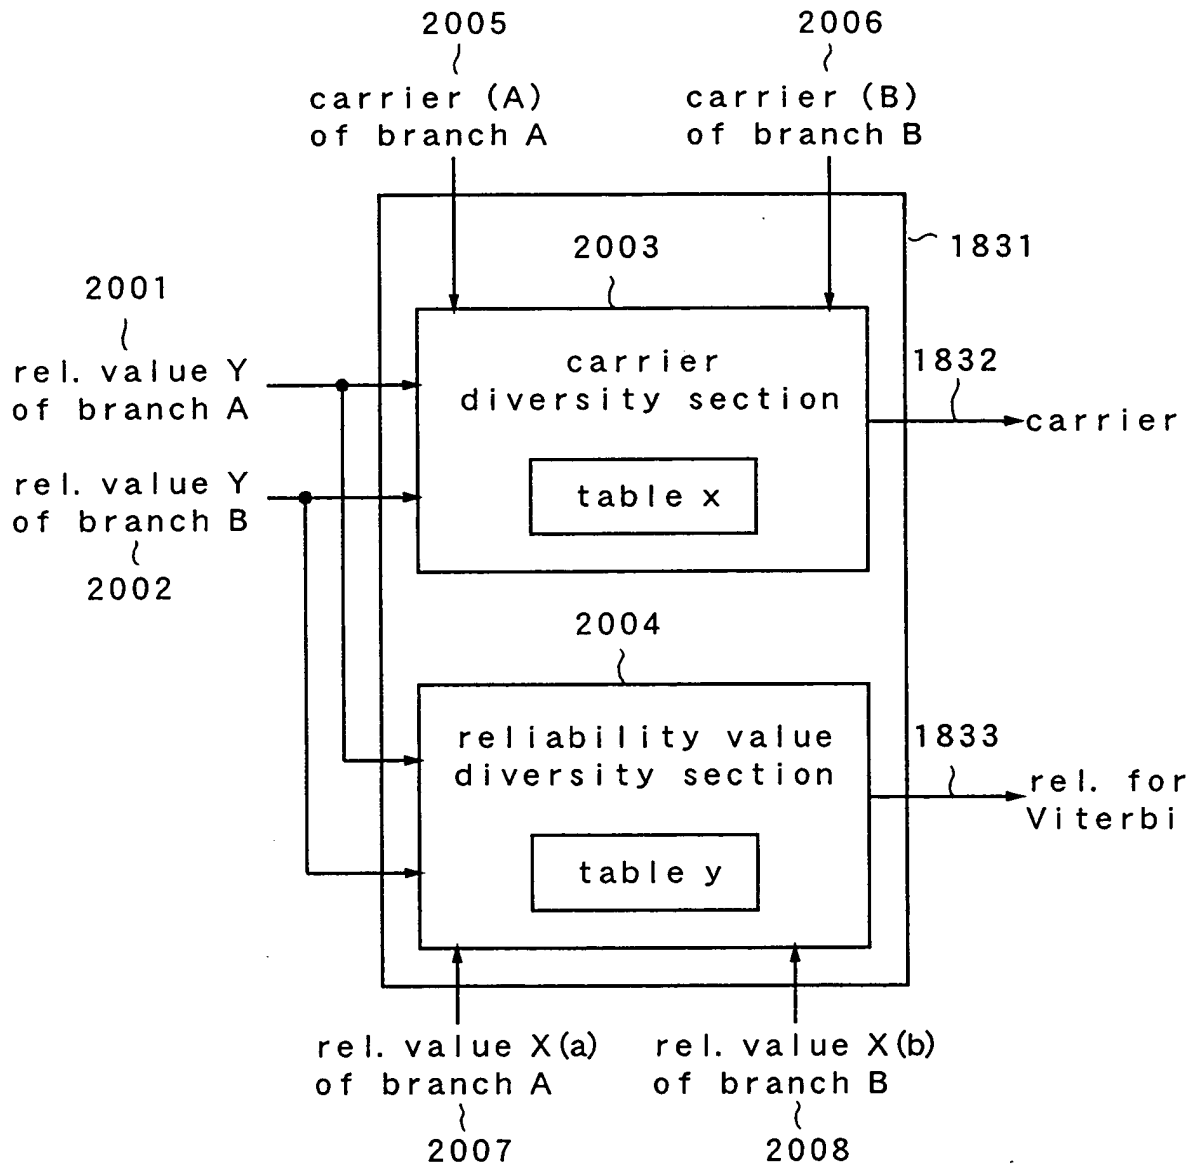 2005
2006
carrier (A)
of branch A
carrier (B)
of branch B
1831
2003
2001
rel. value Y
of branch A
carrier
diversity section
1832
carrier
rel. value Y
of branch B
table x
2002
2004
reliability value
diversity section
1833
rel. for
Viterbi
table y
rel. value X(a)
of branch A
rel. value X(b)
of branch B
2007
2008